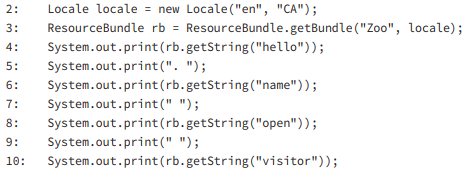 2: Locale locale = new Locale("en", "CA");
3: ResourceBundle rb = ResourceBundle.getBundle("Zoo", locale);
4: System.out.print(rb.getString("hello"));
5: System.out.print(". ");
6: System.out.print(rb.getString("name"));
7: System.out.print(" ");
8: System.out.print(rb.getString("open"));
9: System.out.print(" ");
10: System.out.print(rb.getString("visitor"));